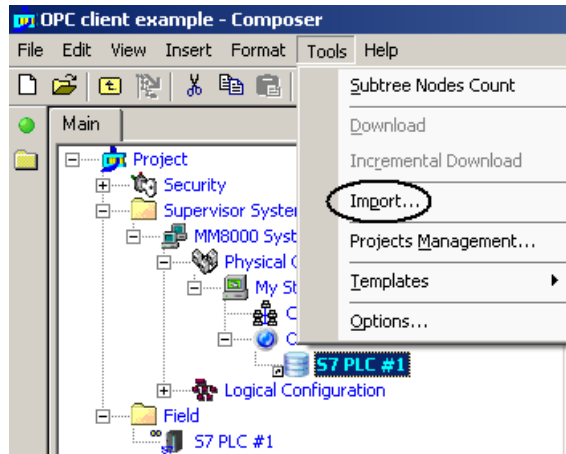 OPC client example - Composer
File Edit View Insert Format Tools Help
Subtree Nodes Count
Download
Incremental Download
Import...
Projects Management...
Templates
Options...
Main
Project
Security
Supervisor Syste
MM8000 Syst
Physical
My St
S7 PLC #1
Logical Configuration
Field
S7 PLC #1